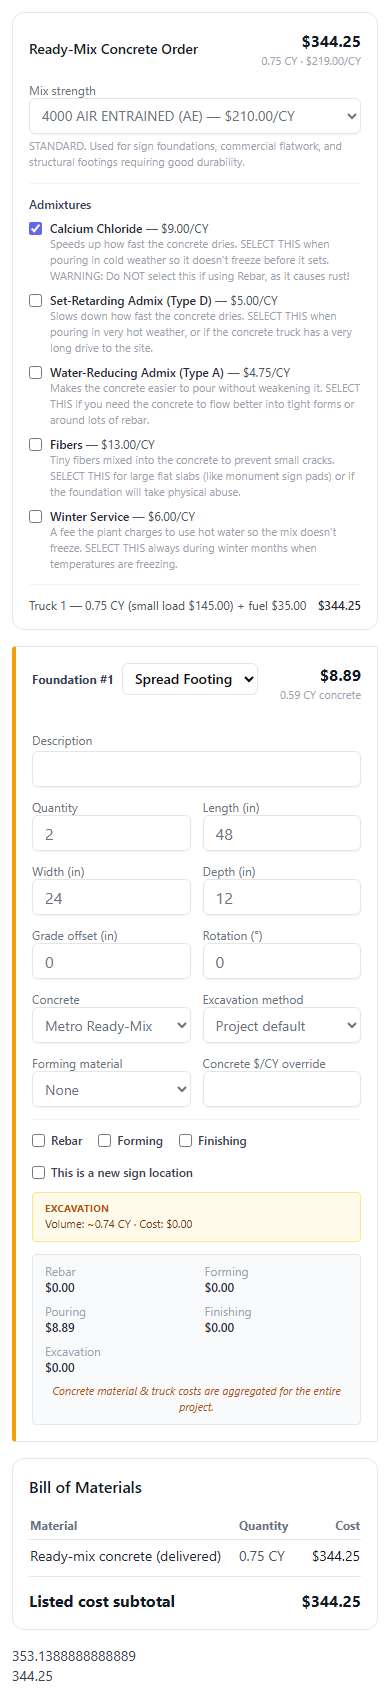 Ready-Mix Concrete Order
$344.25
0.75 CY · $219.00/CY
Mix strength
4000 AIR ENTRAINED (AE) — $210.00/CY
STANDARD. Used for sign foundations, commercial flatwork, and
structural footings requiring good durability.
Admixtures
Calcium Chloride — $9.00/CY
Speeds up how fast the concrete dries. SELECT THIS when
pouring in cold weather so it doesn't freeze before it sets.
WARNING: Do NOT select this if using Rebar, as it causes rust!
Set-Retarding Admix (Type D) — $5.00/CY
Slows down how fast the concrete dries. SELECT THIS when
pouring in very hot weather, or if the concrete truck has a very
long drive to the site.
Water-Reducing Admix (Type A) — $4.75/CY
Makes the concrete easier to pour without weakening it. SELECT
THIS if you need the concrete to flow better into tight forms or
around lots of rebar.
Fibers — $13.00/CY
Tiny fibers mixed into the concrete to prevent small cracks.
SELECT THIS for large flat slabs (like monument sign pads) or if
the foundation will take physical abuse.
Winter Service — $6.00/CY
A fee the plant charges to use hot water so the mix doesn't
freeze. SELECT THIS always during winter months when
temperatures are freezing.
Truck 1 — 0.75 CY (small load $145.00) + fuel $35.00 $344.25
Foundation #1 Spread Footing
$8.89
0.59 CY concrete
Description
Quantity Length (in)
2 48
Width (in) Depth (in)
24 12
Grade offset (in) Rotation (°)
0 0
Concrete Excavation method
Metro Ready-Mix Project default
Forming material Concrete $/CY override
None
Rebar Forming Finishing
This is a new sign location
EXCAVATION
Volume: ~0.74 CY · Cost: $0.00
Rebar Forming
$0.00 $0.00
Pouring Finishing
$8.89 $0.00
Excavation
$0.00
Concrete material & truck costs are aggregated for the entire
project.
Bill of Materials
Material Quantity Cost
Ready-mix concrete (delivered) 0.75 CY $344.25
Listed cost subtotal $344.25
353.1388888888889
344.25